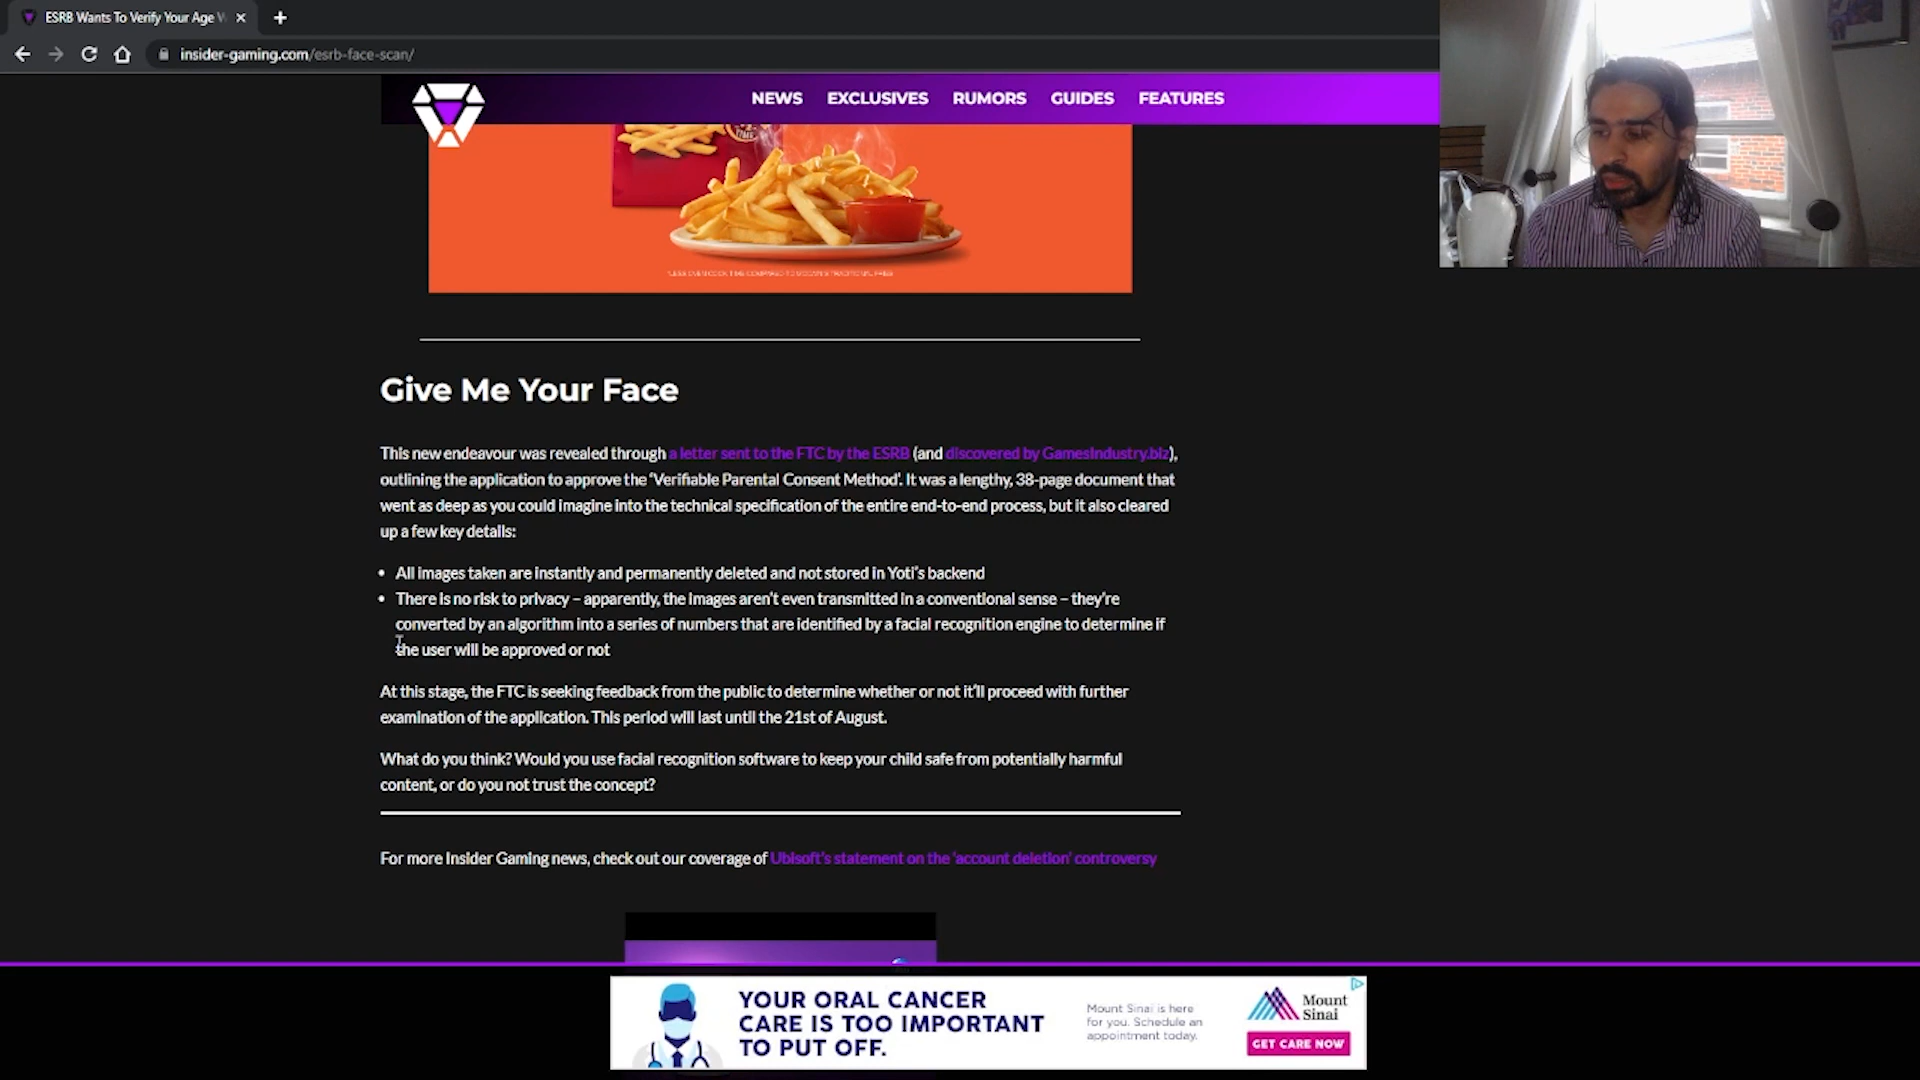 ESRB Wants To Verify Your Age
insider-gaming.com/esrb-face-scan/
NEWS EXCLUSIVES RUMORS GUIDES FEATURES
Give Me Your Face
This new endeavour was revealed through a letter sent to the FTC by the ESRB (and discovered by GamesIndustry.biz),
outlining the application to approve the 'Verifiable Parental Consent Method'. It was a lengthy, 38-page document that
went as deep as you could imagine into the technical specification of the entire end-to-end process, but it also cleared
up a few key details:
• All images taken are instantly and permanently deleted and not stored in Yoti's backend
• There is no risk to privacy – apparently, the images aren't even transmitted in a conventional sense – they're
converted by an algorithm into a series of numbers that are identified by a facial recognition engine to determine if
the user will be approved or not
At this stage, the FTC is seeking feedback from the public to determine whether or not it'll proceed with further
examination of the application. This period will last until the 21st of August.
What do you think? Would you use facial recognition software to keep your child safe from potentially harmful
content, or do you not trust the concept?
For more Insider Gaming news, check out our coverage of Ubisoft's statement on the 'account deletion' controversy
YOUR ORAL CANCER
CARE IS TOO IMPORTANT
TO PUT OFF.
Mount Sinai is here
for you. Schedule an
appointment today.
Mount
Sinai
GET CARE NOW